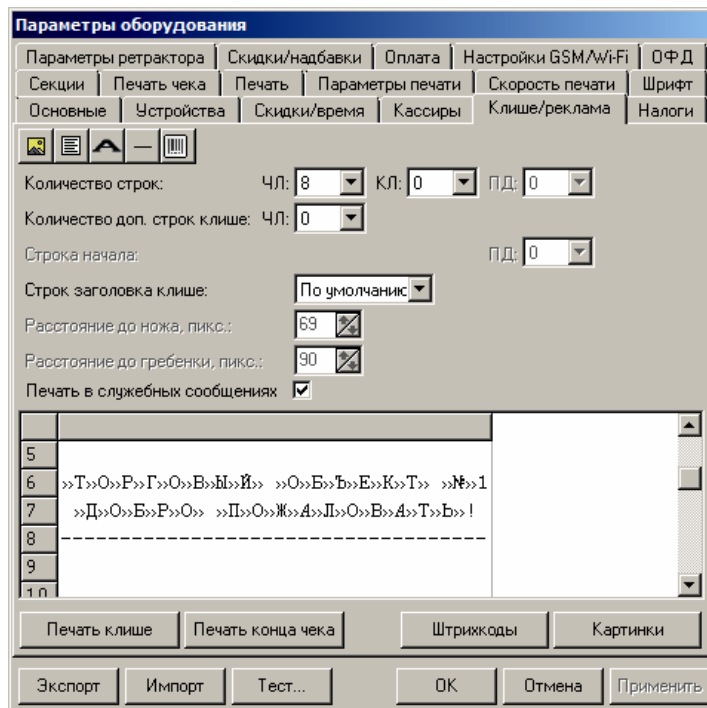 Параметры оборудования
Параметры ретрактора Скидки/надбавки Оплата Настройки GSM/Wi-Fi ОФД
Секции Печать чека Печать Параметры печати Скорость печати Шрифт
Основные Устройства Скидки/время Кассиры Клише/реклама Налоги
Количество строк: ЧЛ: 8 КЛ: 0 ПД: 0
Количество доп. строк клише: ЧЛ: 0
Строка начала: ПД: 0
Строк заголовка клише: По умолчанию
Расстояние до ножа, пикс.: 69
Расстояние до гребенки, пикс.: 90
Печать в служебных сообщениях
5
6 »Т»О»Р»Г»О»В»Ы»Й» »О»Б»Ъ»Е»К»Т» »№»1
7 »Д»О»Б»Р»О» »П»О»Ж»А»Л»О»В»А»Т»Ь»!
8 ------------------------------------
9
10
Печать клише Печать конца чека Штрихкоды Картинки
Экспорт Импорт Тест... OK Отмена Применить